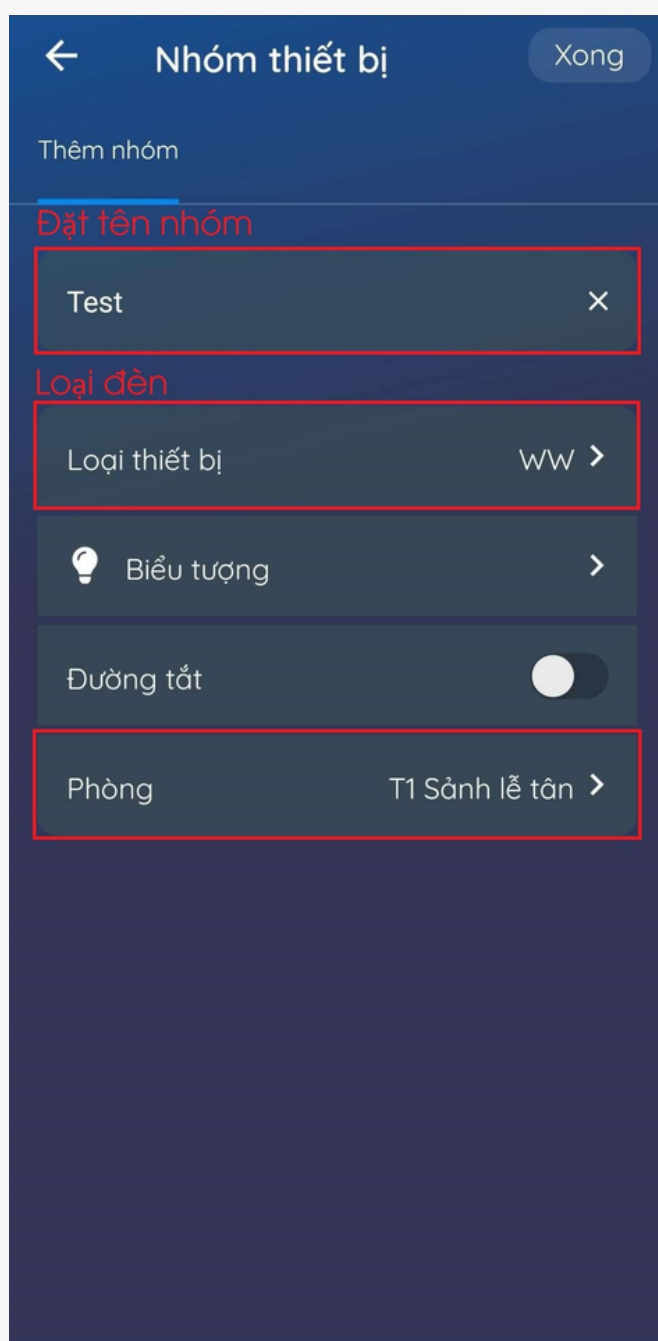 Nhóm thiết bị Xong
Thêm nhóm
Đặt tên nhóm
Test
Loại đèn
Loại thiết bị WW
Biểu tượng
Đường tắt
Phòng T1 Sảnh lễ tân